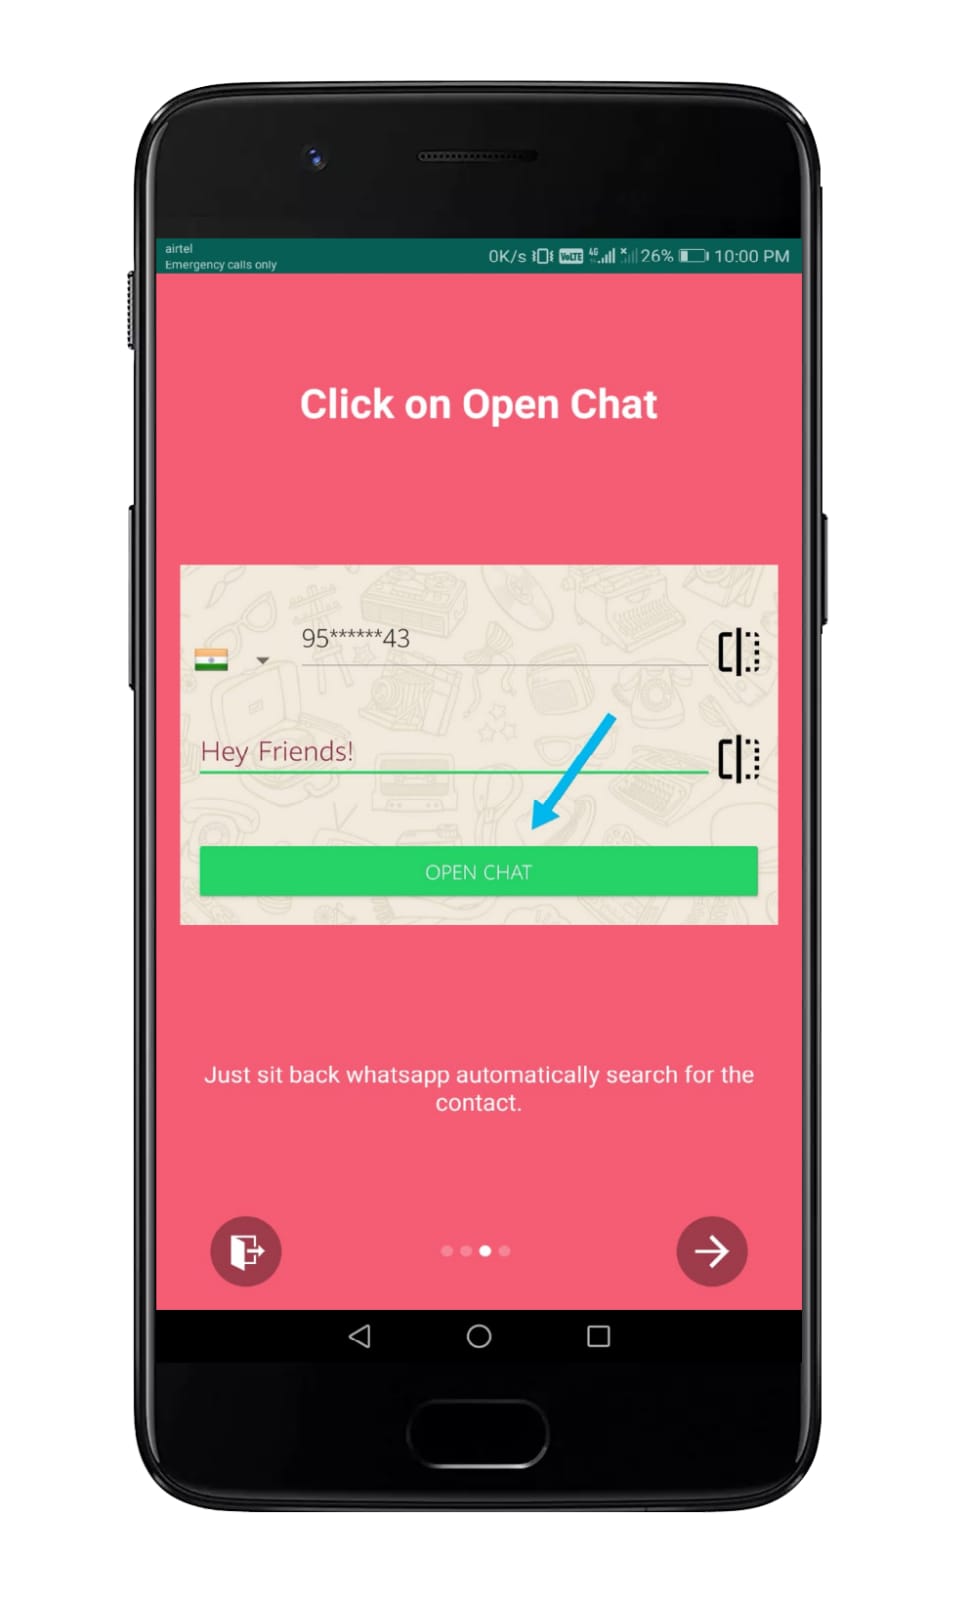 airtel
Emergency calls only
0K/s VoLTE 4G 26% 10:00 PM
Click on Open Chat
95******43
Hey Friends!
OPEN CHAT
Just sit back whatsapp automatically search for the
contact.